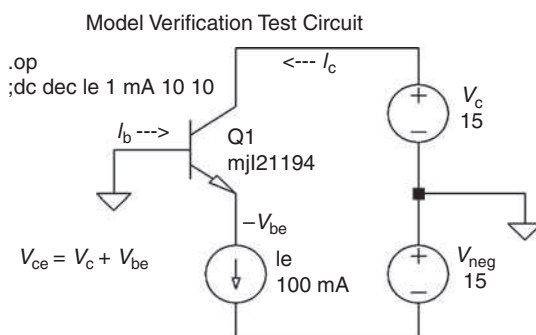 Model Verification Test Circuit
.op
;dc dec Ie 1 mA 10 10
<--- Ic
Ib --->
Q1
mjl21194
Vc
15
−Vbe
Vce = Vc + Vbe
Ie
100 mA
Vneg
15